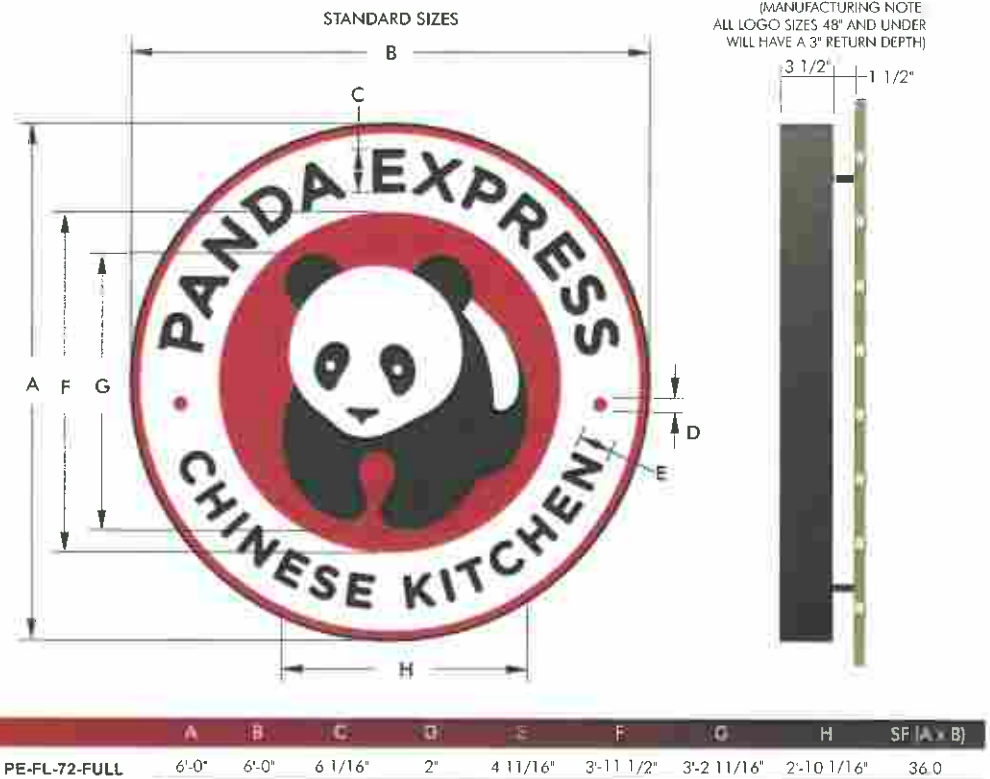 STANDARD SIZES
(MANUFACTURING NOTE
ALL LOGO SIZES 48" AND UNDER
WILL HAVE A 3" RETURN DEPTH)
B
3 1/2"
1 1/2"
C
PANDA EXPRESS
A
F
G
D
E
CHINESE KITCHEN
H
A B C D E F G H SF (A x B)
PE-FL-72-FULL 6'-0" 6'-0" 6 1/16" 2" 4 11/16" 3'-11 1/2" 3'-2 11/16" 2'-10 1/16" 36.0